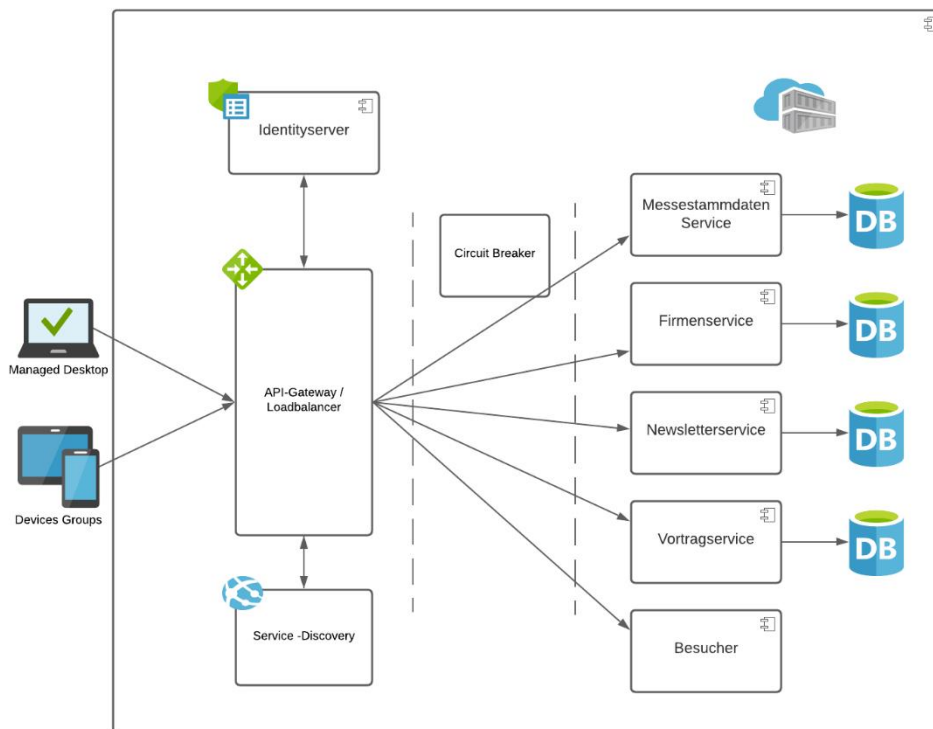 Identityserver
Messestammdaten
Service
DB
Circuit Breaker
Firmenservice
DB
Managed Desktop
API-Gateway /
Loadbalancer
Newsletterservice
DB
Devices Groups
Vortragservice
DB
Service -Discovery
Besucher